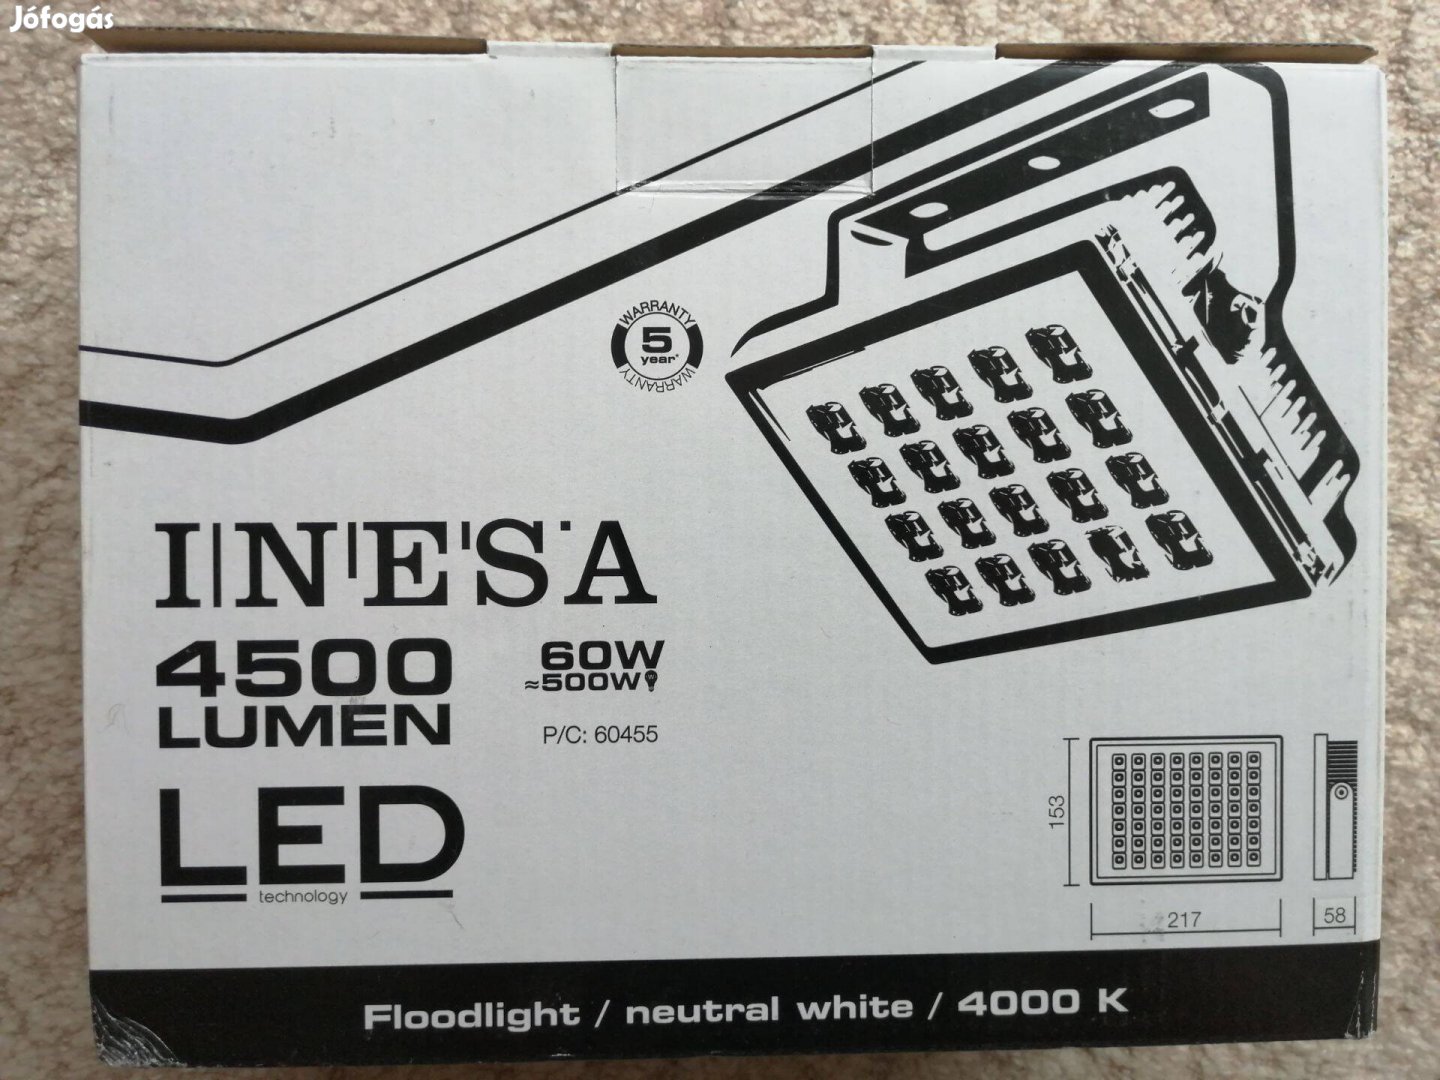 Jófogás
WARRANTY
5
year*
WARRANTY
INESA
4500
LUMEN
60W
≈500W
P/C: 60455
LED
technology
153
217
58
Floodlight / neutral white / 4000 K